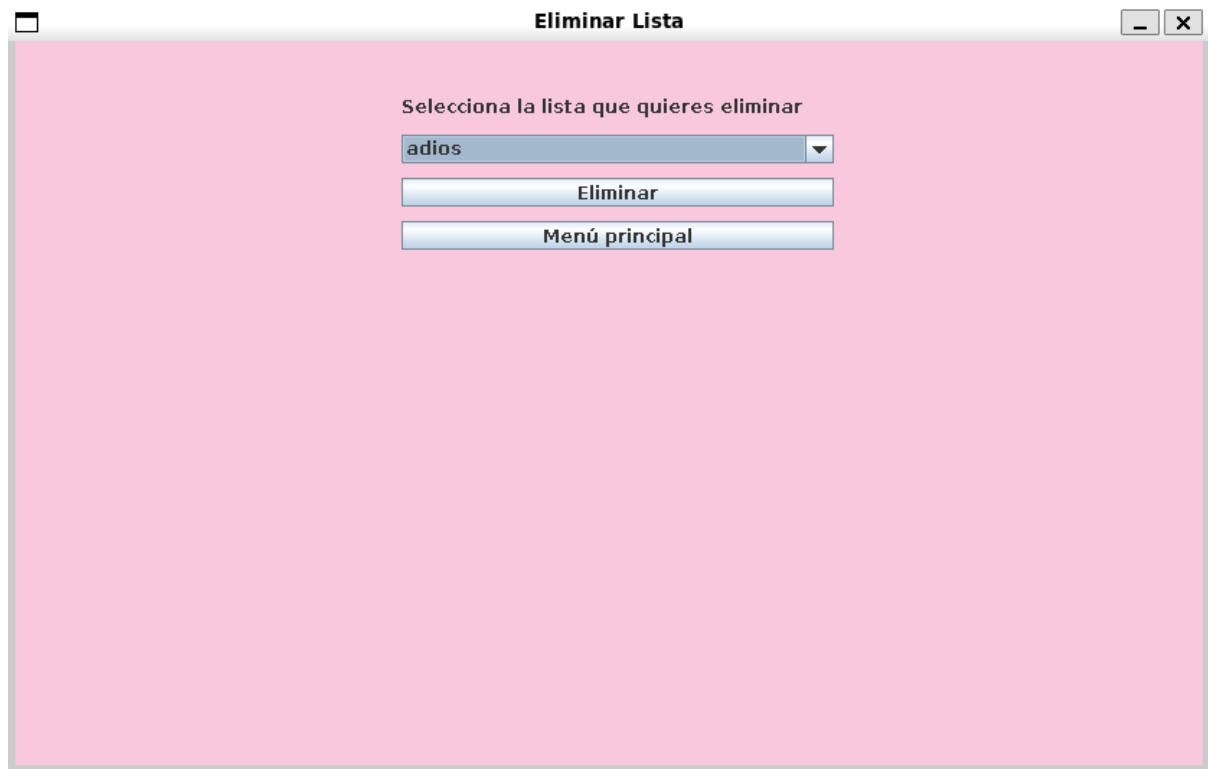 Eliminar Lista
Selecciona la lista que quieres eliminar
adios
Eliminar
Menú principal